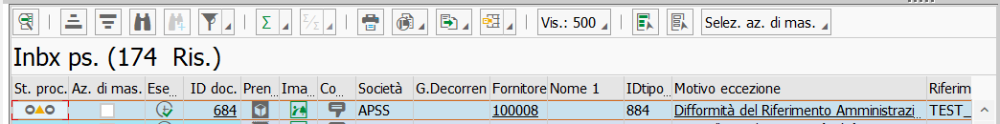 Vis.: 500 Selez. az. di mas.
Inbx ps. (174 Ris.)
St. proc. Az. di mas. Ese... ID doc. Pren... Ima... Co... Società G.Decorren Fornitore Nome 1 IDtipo... Motivo eccezione Riferim
684 APSS 100008 884 Difformità del Riferimento Amministrazi... TEST_